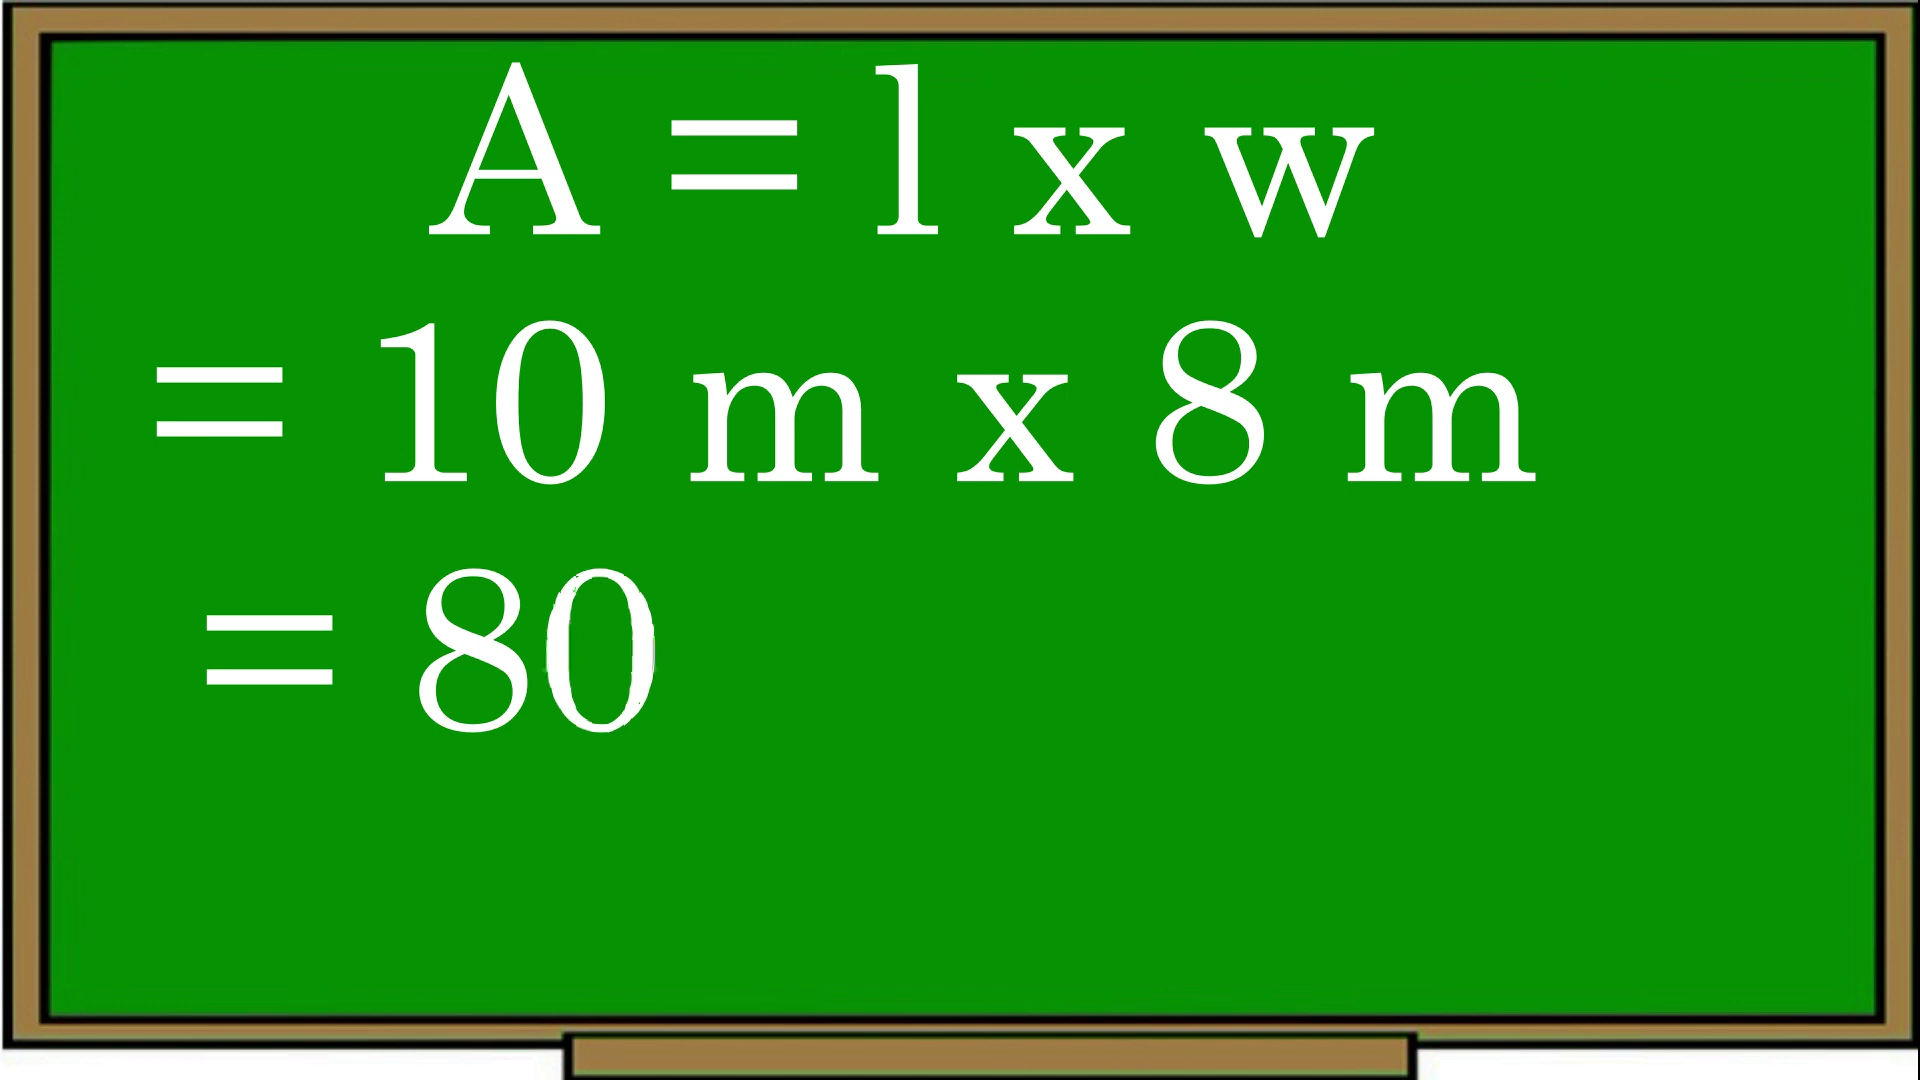 A = l x w
= 10 m x 8 m
= 80